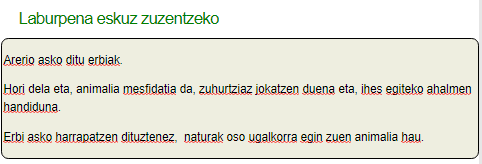 Laburpena eskuz zuzentzeko
Arerio asko ditu erbiak.
Hori dela eta, animalia mesfidatia da, zuhurtziaz jokatzen duena eta, ihes egiteko ahalmen
handiduna.
Erbi asko harrapatzen dituztenez,  naturak oso ugalkorra egin zuen animalia hau.